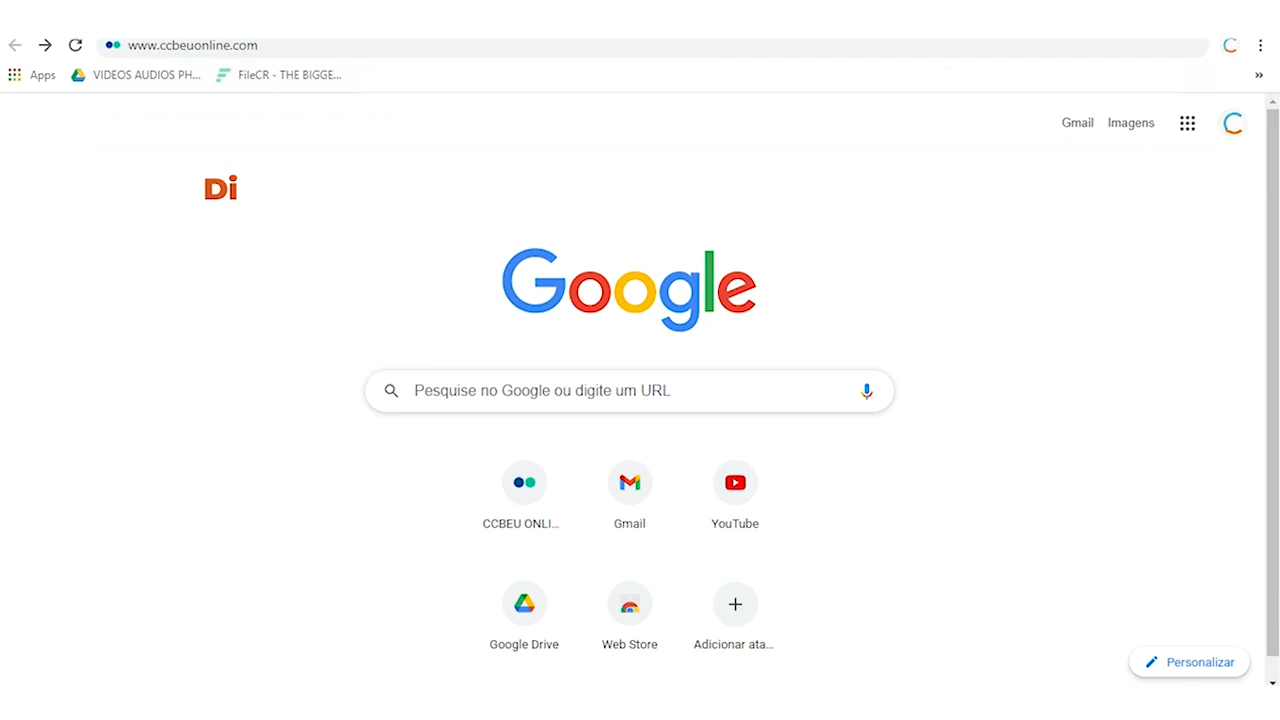 www.ccbeuonline.com
Apps VIDEOS AUDIOS PH... FileCR - THE BIGGE...
Gmail Imagens
Di
Google
Pesquise no Google ou digite um URL
CCBEU ONLI... Gmail YouTube
Google Drive Web Store Adicionar ata...
Personalizar